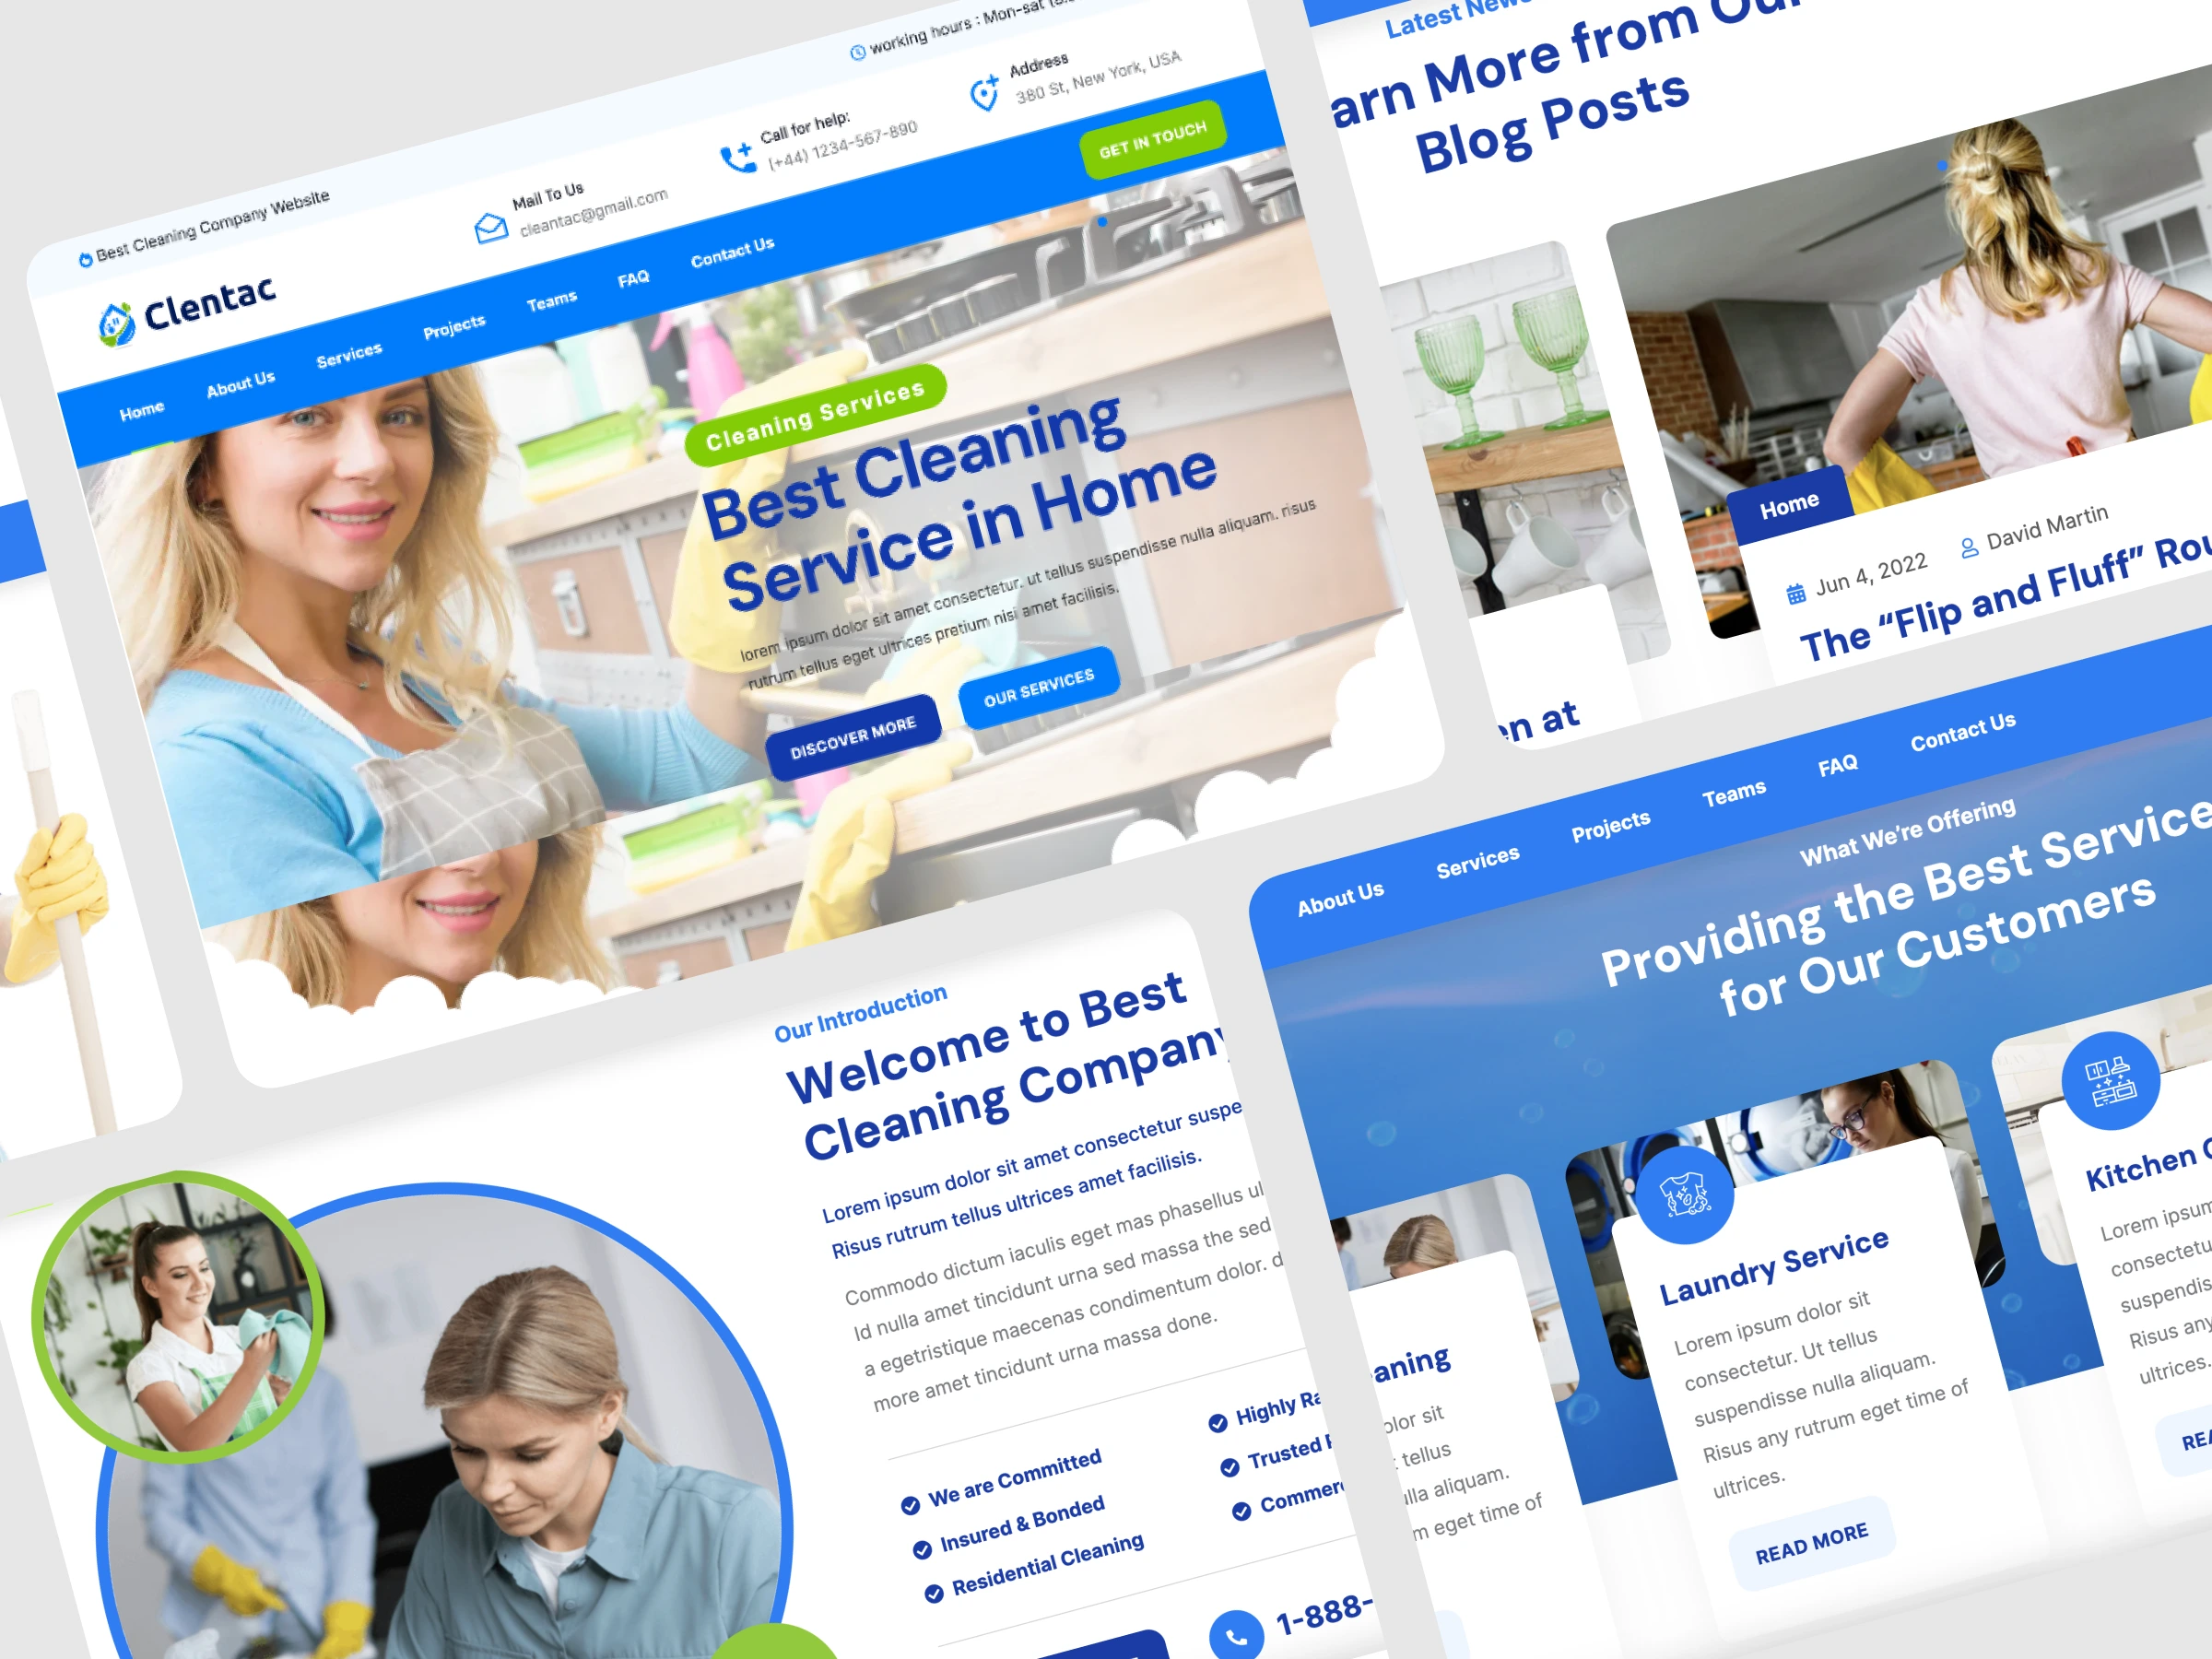 Best Cleaning Company Website
working hours : Mon-sat
Clentac
Mail To Us
cleantac@gmail.com
Call for help:
(+44) 1234-567-890
Address
380 St, New York, USA
Home
About Us
Services
Projects
Teams
FAQ
Contact Us
GET IN TOUCH
Cleaning Services
Best Cleaning
Service in Home
lorem ipsum dolor sit amet consectetur. ut tellus suspendisse nulla aliquam. risus
rutrum tellus eget ultrices pretium nisi amet facilisis.
DISCOVER MORE
OUR SERVICES
Latest News
arn More from Our
Blog Posts
Home
Jun 4, 2022
David Martin
The “Flip and Fluff” Rou
en at
Our Introduction
Welcome to Best
Cleaning Company
Lorem ipsum dolor sit amet consectetur suspe
Risus rutrum tellus ultrices amet facilisis.
Commodo dictum iaculis eget mas phasellus ul
Id nulla amet tincidunt urna sed massa the sed
a egetristique maecenas condimentum dolor. d
more amet tincidunt urna massa done.
We are Committed
Insured & Bonded
Residential Cleaning
Highly Ra
Trusted
Commer
1-888-
About Us
Services
Projects
Teams
FAQ
Contact Us
What We’re Offering
Providing the Best Service
for Our Customers
eaning
olor sit
tellus
ulla aliquam.
m eget time of
Laundry Service
Lorem ipsum dolor sit
consectetur. Ut tellus
suspendisse nulla aliquam.
Risus any rutrum eget time of
ultrices.
READ MORE
Kitchen
Lorem ipsum
consectetu
suspendis
Risus any
ultrices.
REA